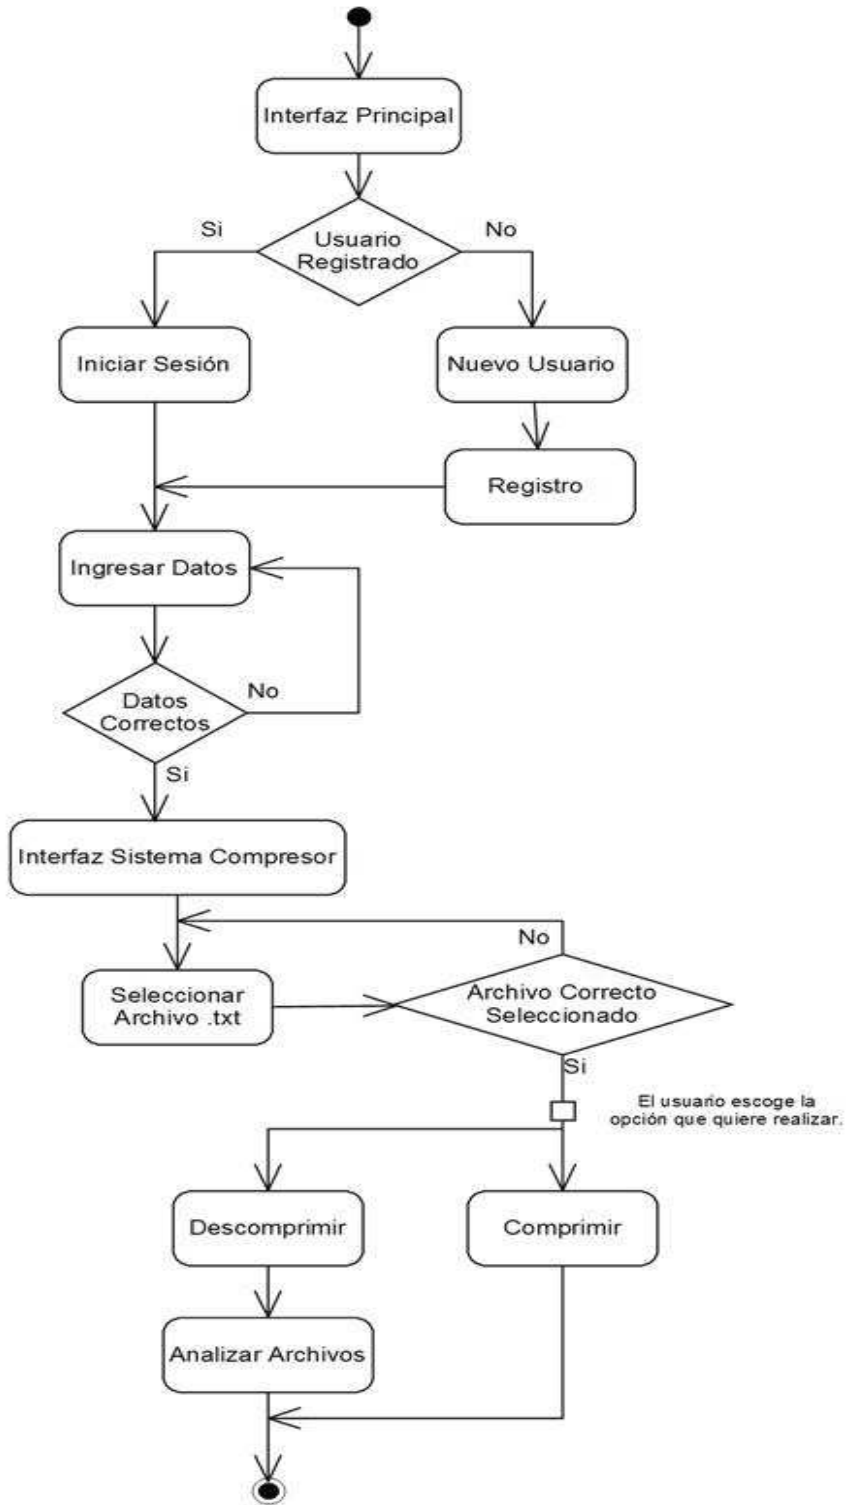 Interfaz Principal
Si
No
Usuario
Registrado
Iniciar Sesión
Nuevo Usuario
Registro
Ingresar Datos
Datos
Correctos
No
Si
Interfaz Sistema Compresor
No
Seleccionar
Archivo .txt
Archivo Correcto
Seleccionado
Si
El usuario escoge la
opción que quiere realizar.
Descomprimir
Comprimir
Analizar Archivos